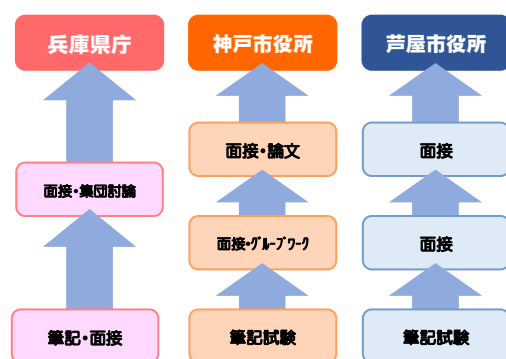 兵庫県庁
神戸市役所
芦屋市役所
面接・論文
面接
面接・集団討論
面接・グループワーク
面接
筆記・面接
筆記試験
筆記試験